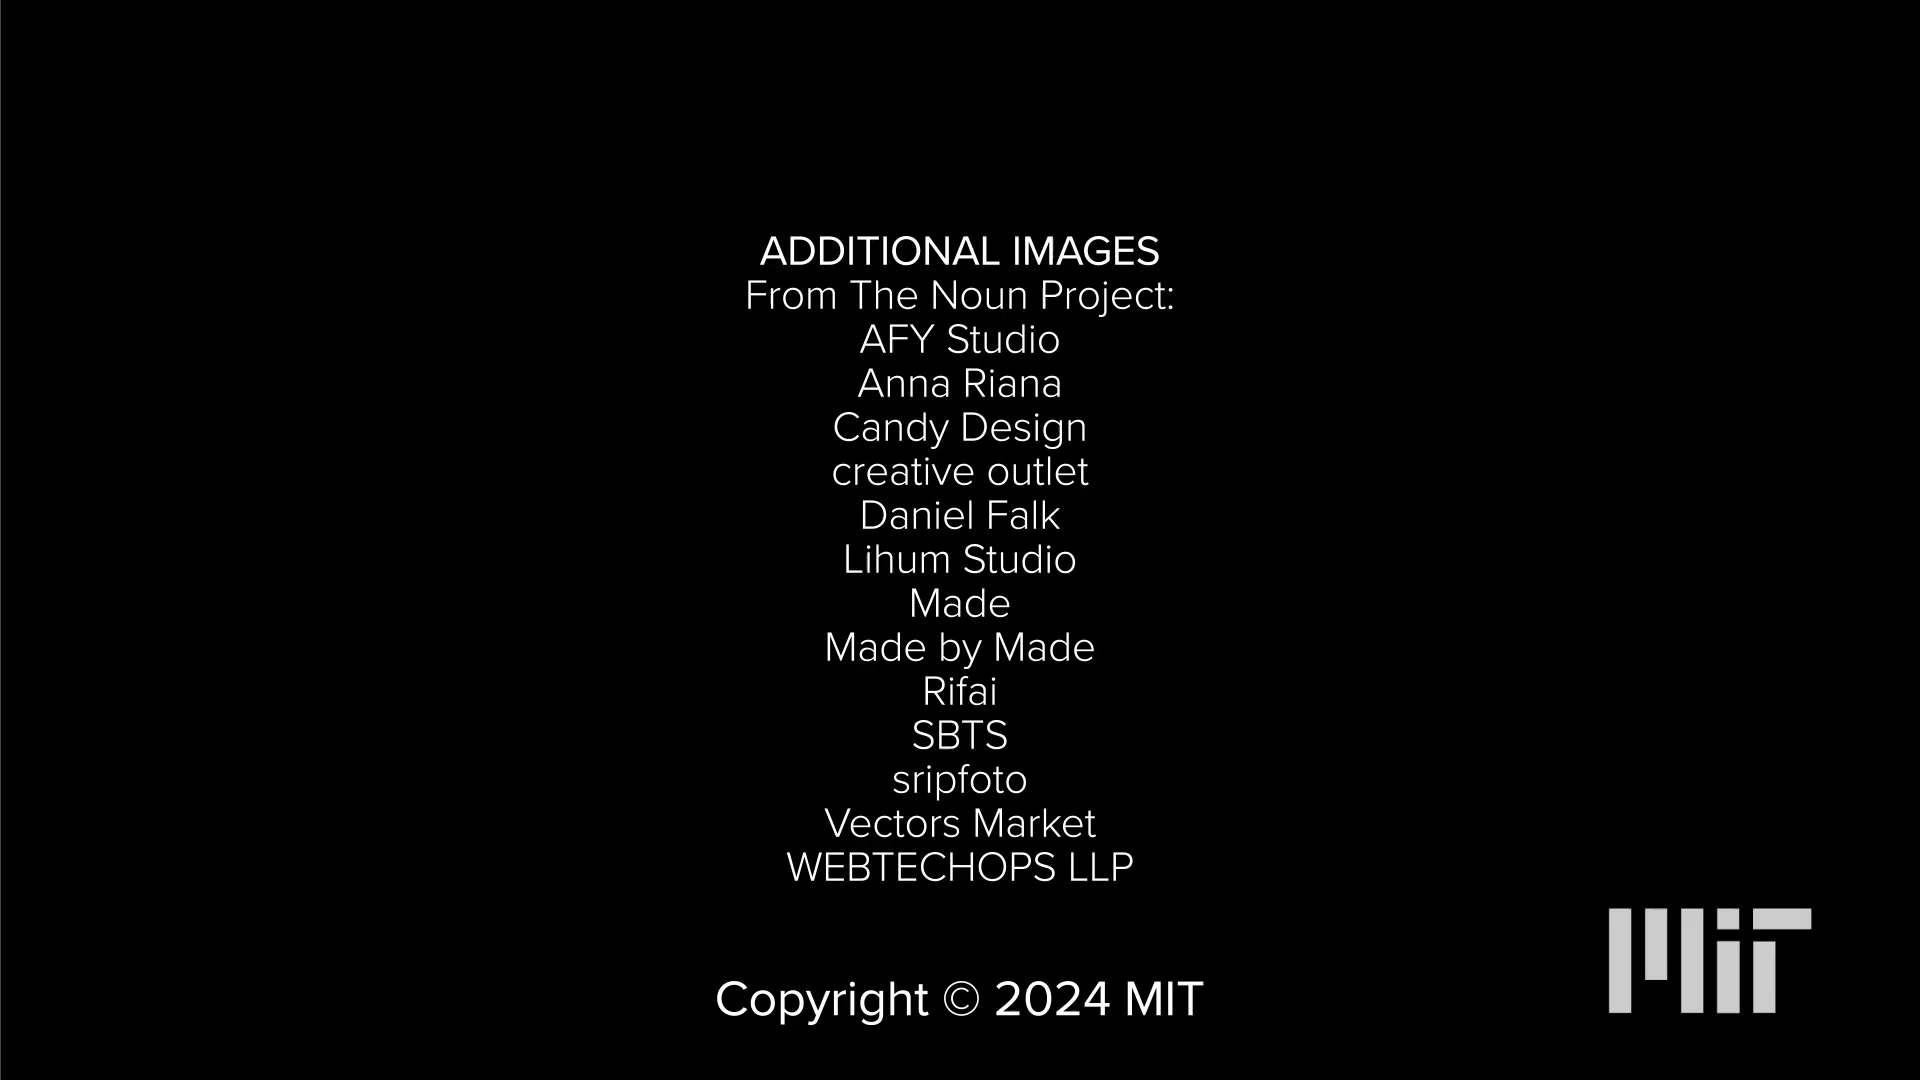 ADDITIONAL IMAGES
From The Noun Project:
AFY Studio
Anna Riana
Candy Design
creative outlet
Daniel Falk
Lihum Studio
Made
Made by Made
Rifai
SBTS
sripfoto
Vectors Market
WEBTECHOPS LLP
Copyright © 2024 MIT
MIT